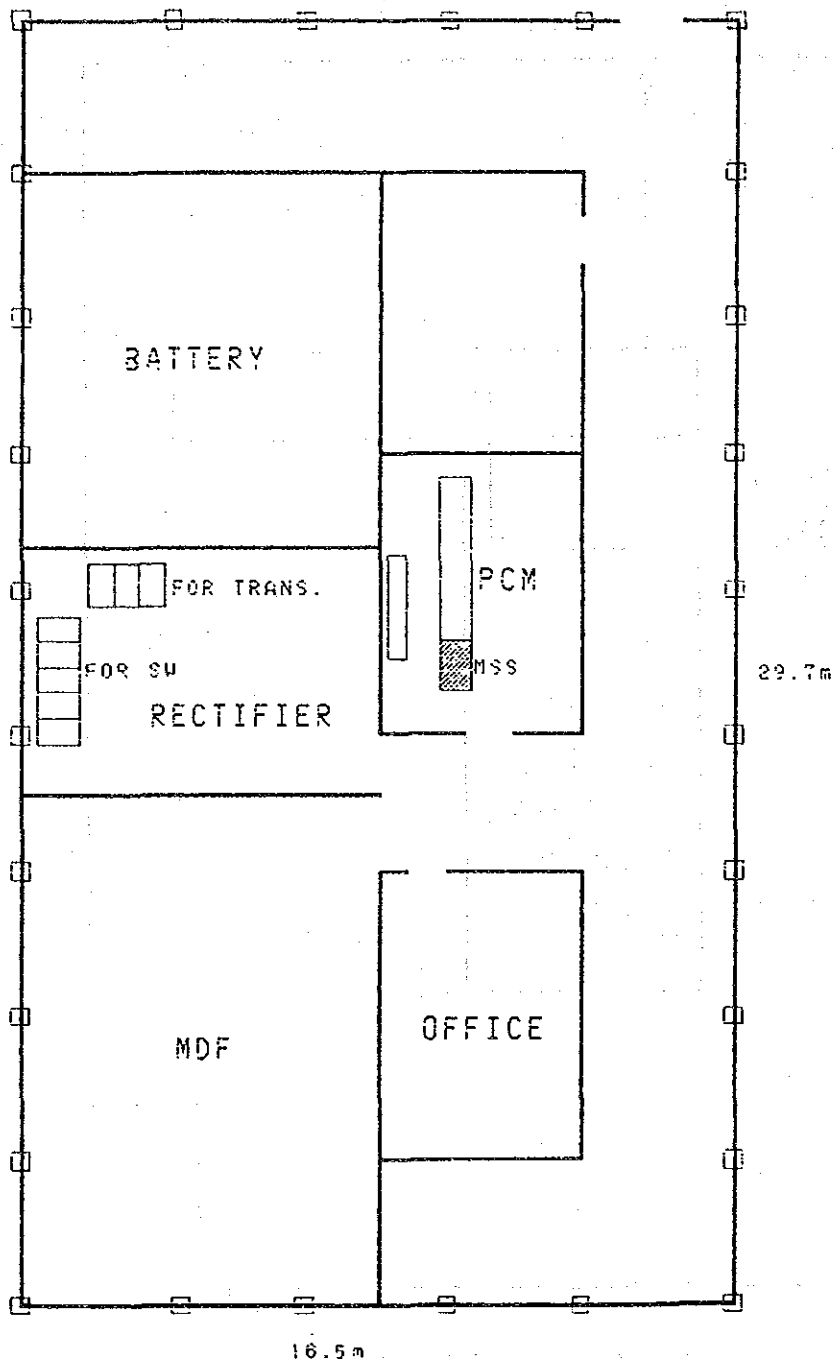 BATTERY
FOR TRANS.
PCM
FOR SW
MSS
29.7m
RECTIFIER
OFFICE
MDF
16.5m